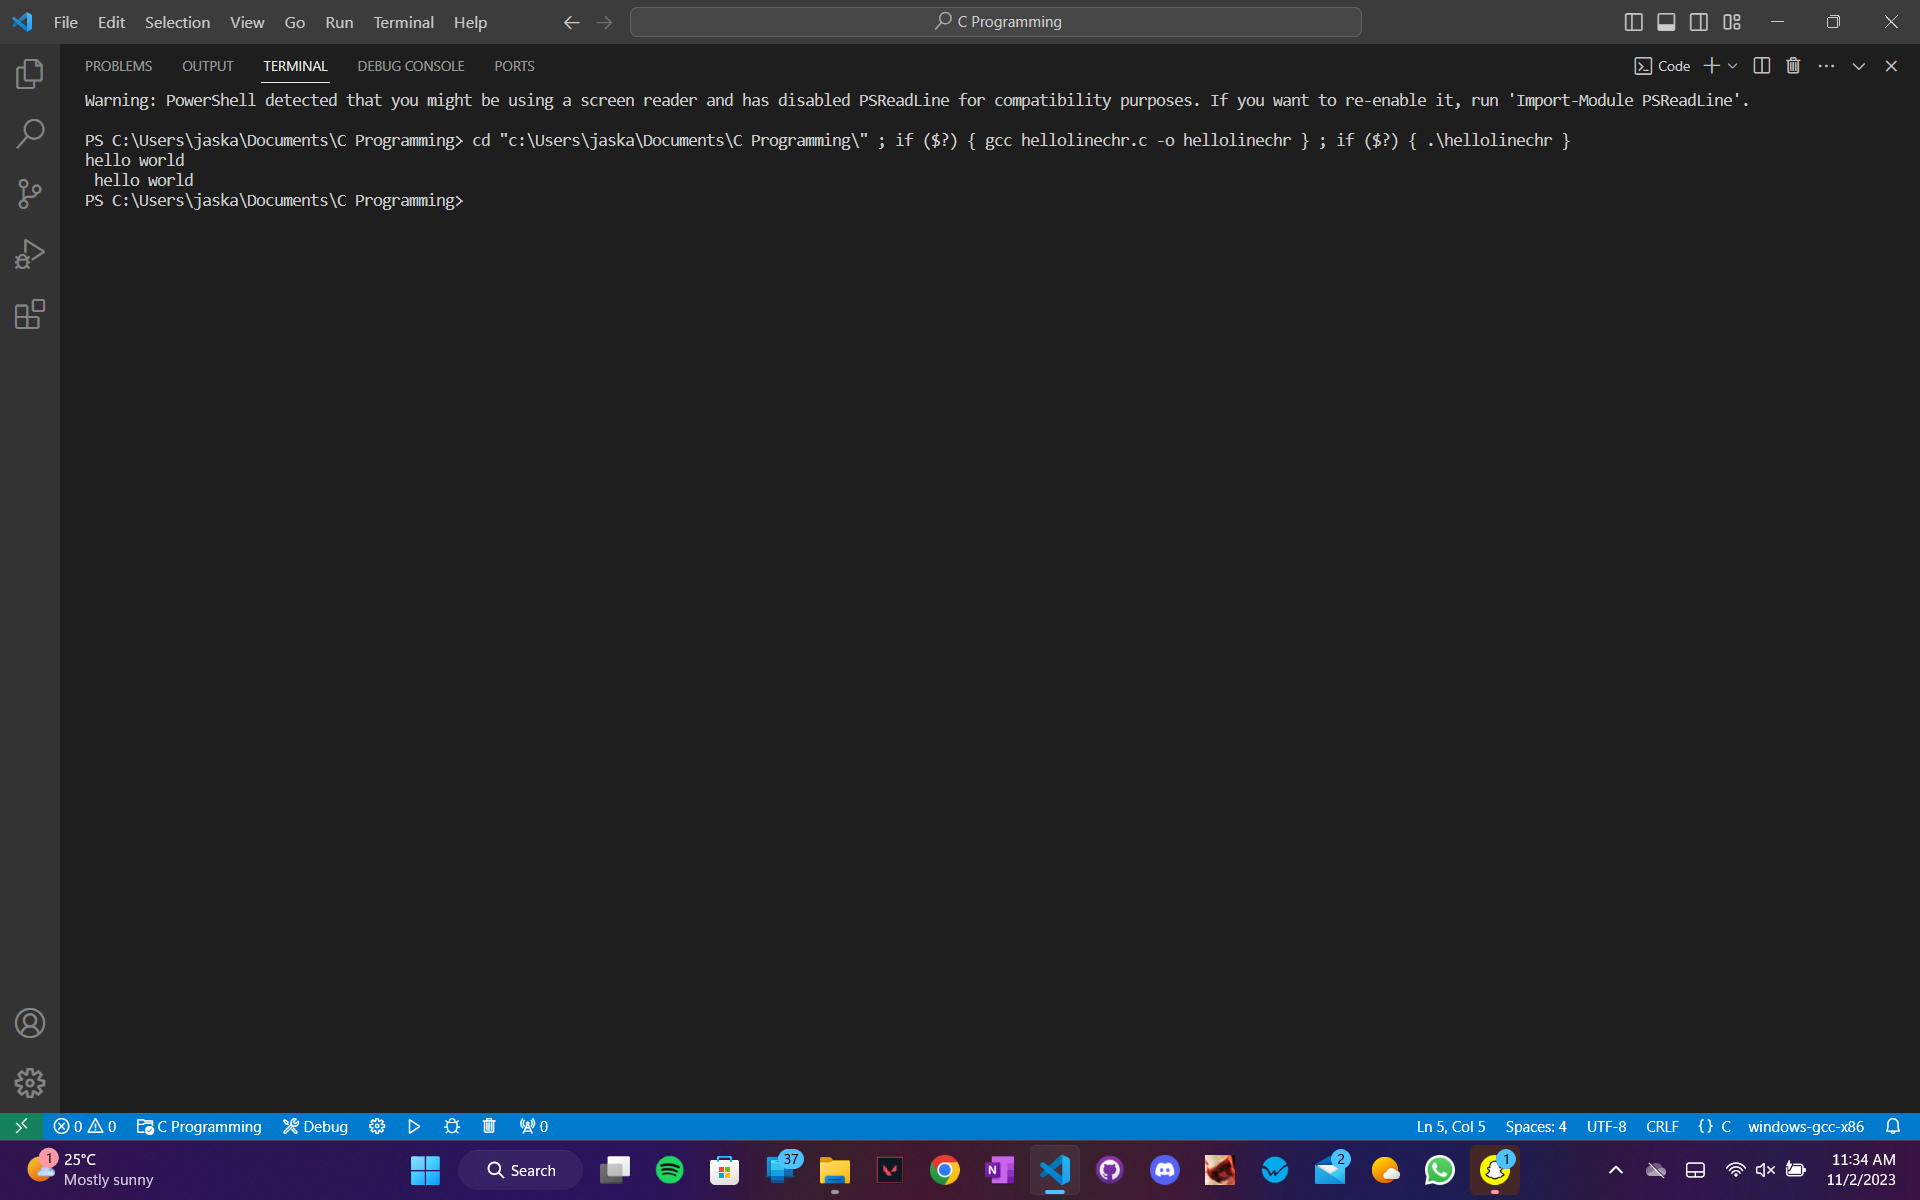 File Edit Selection View Go Run Terminal Help
C Programming
PROBLEMS OUTPUT TERMINAL DEBUG CONSOLE PORTS
Code
Warning: PowerShell detected that you might be using a screen reader and has disabled PSReadLine for compatibility purposes. If you want to re-enable it, run 'Import-Module PSReadLine'.
PS C:\Users\jaska\Documents\C Programming> cd "c:\Users\jaska\Documents\C Programming\" ; if ($?) { gcc hellolinechr.c -o hellolinechr } ; if ($?) { .\hellolinechr }
hello world
 hello world
PS C:\Users\jaska\Documents\C Programming>
0 0 C Programming Debug 0 Ln 5, Col 5 Spaces: 4 UTF-8 CRLF {} C windows-gcc-x86
1
25°C
Mostly sunny
Search
37
N
2
1
11:34 AM
11/2/2023